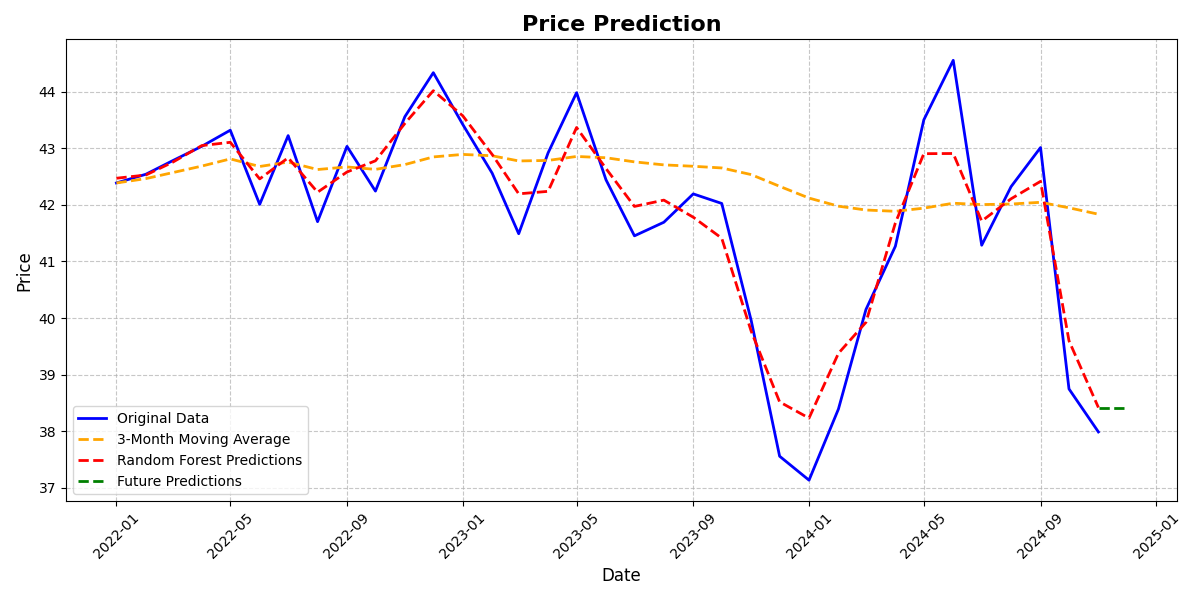 Price Prediction
Price
44
43
42
41
40
39
38
37
Original Data
3-Month Moving Average
Random Forest Predictions
Future Predictions
2022-01
2022-05
2022-09
2023-01
2023-05
2023-09
2024-01
2024-05
2024-09
2025-01
Date